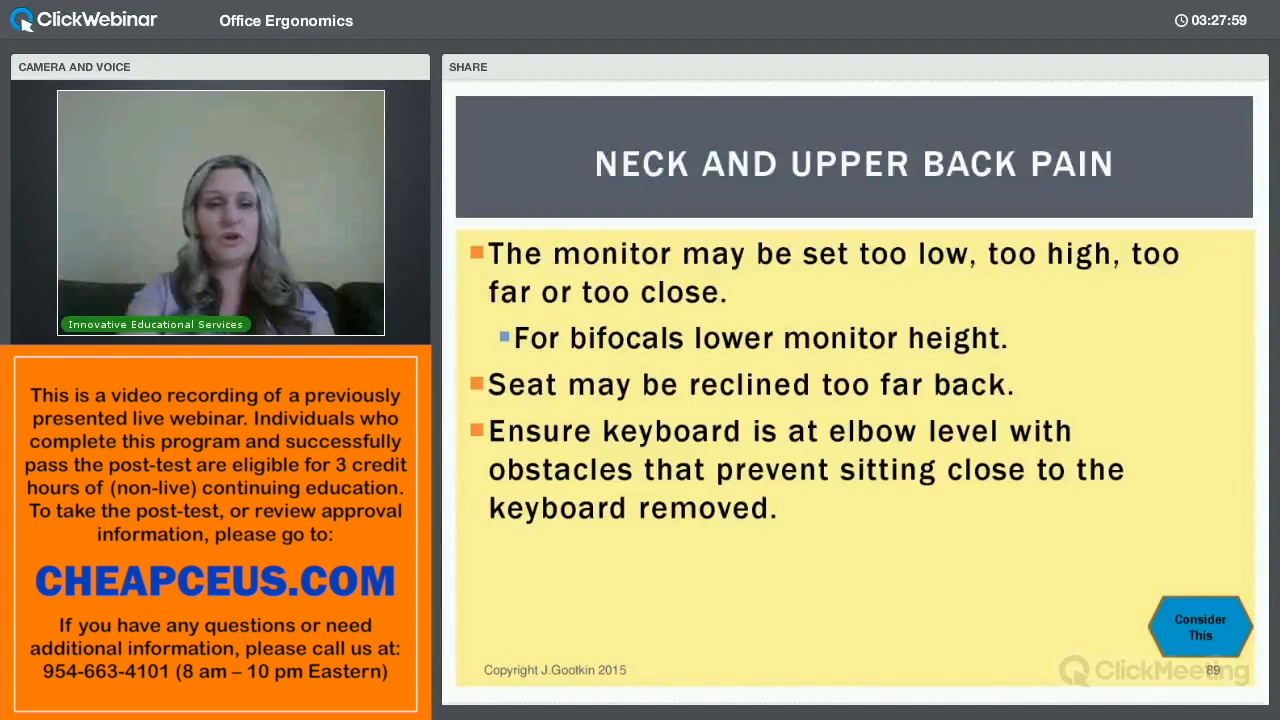 ClickWebinar
Office Ergonomics
03:27:59
CAMERA AND VOICE
Innovative Educational Services
This is a video recording of a previously
presented live webinar. Individuals who
complete this program and successfully
pass the post-test are eligible for 3 credit
hours of (non-live) continuing education.
To take the post-test, or review approval
information, please go to:
CHEAPCEUS.COM
If you have any questions or need
additional information, please call us at:
954-663-4101 (8 am – 10 pm Eastern)
SHARE
NECK AND UPPER BACK PAIN
The monitor may be set too low, too high, too
far or too close.
For bifocals lower monitor height.
Seat may be reclined too far back.
Ensure keyboard is at elbow level with
obstacles that prevent sitting close to the
keyboard removed.
Consider
This
Copyright J.Gootkin 2015
89
ClickMeeting